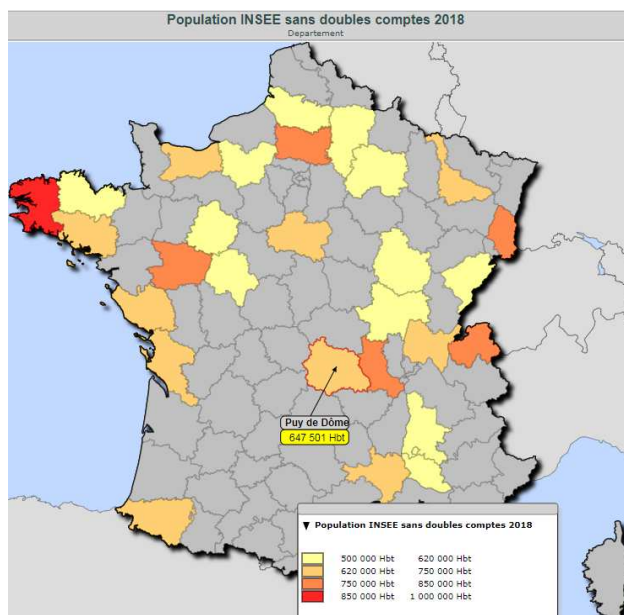 Population INSEE sans doubles comptes 2018
Departement
Puy de Dôme
647 501 Hbt
▼ Population INSEE sans doubles comptes 2018
500 000 Hbt 620 000 Hbt
620 000 Hbt 750 000 Hbt
750 000 Hbt 850 000 Hbt
850 000 Hbt 1 000 000 Hbt